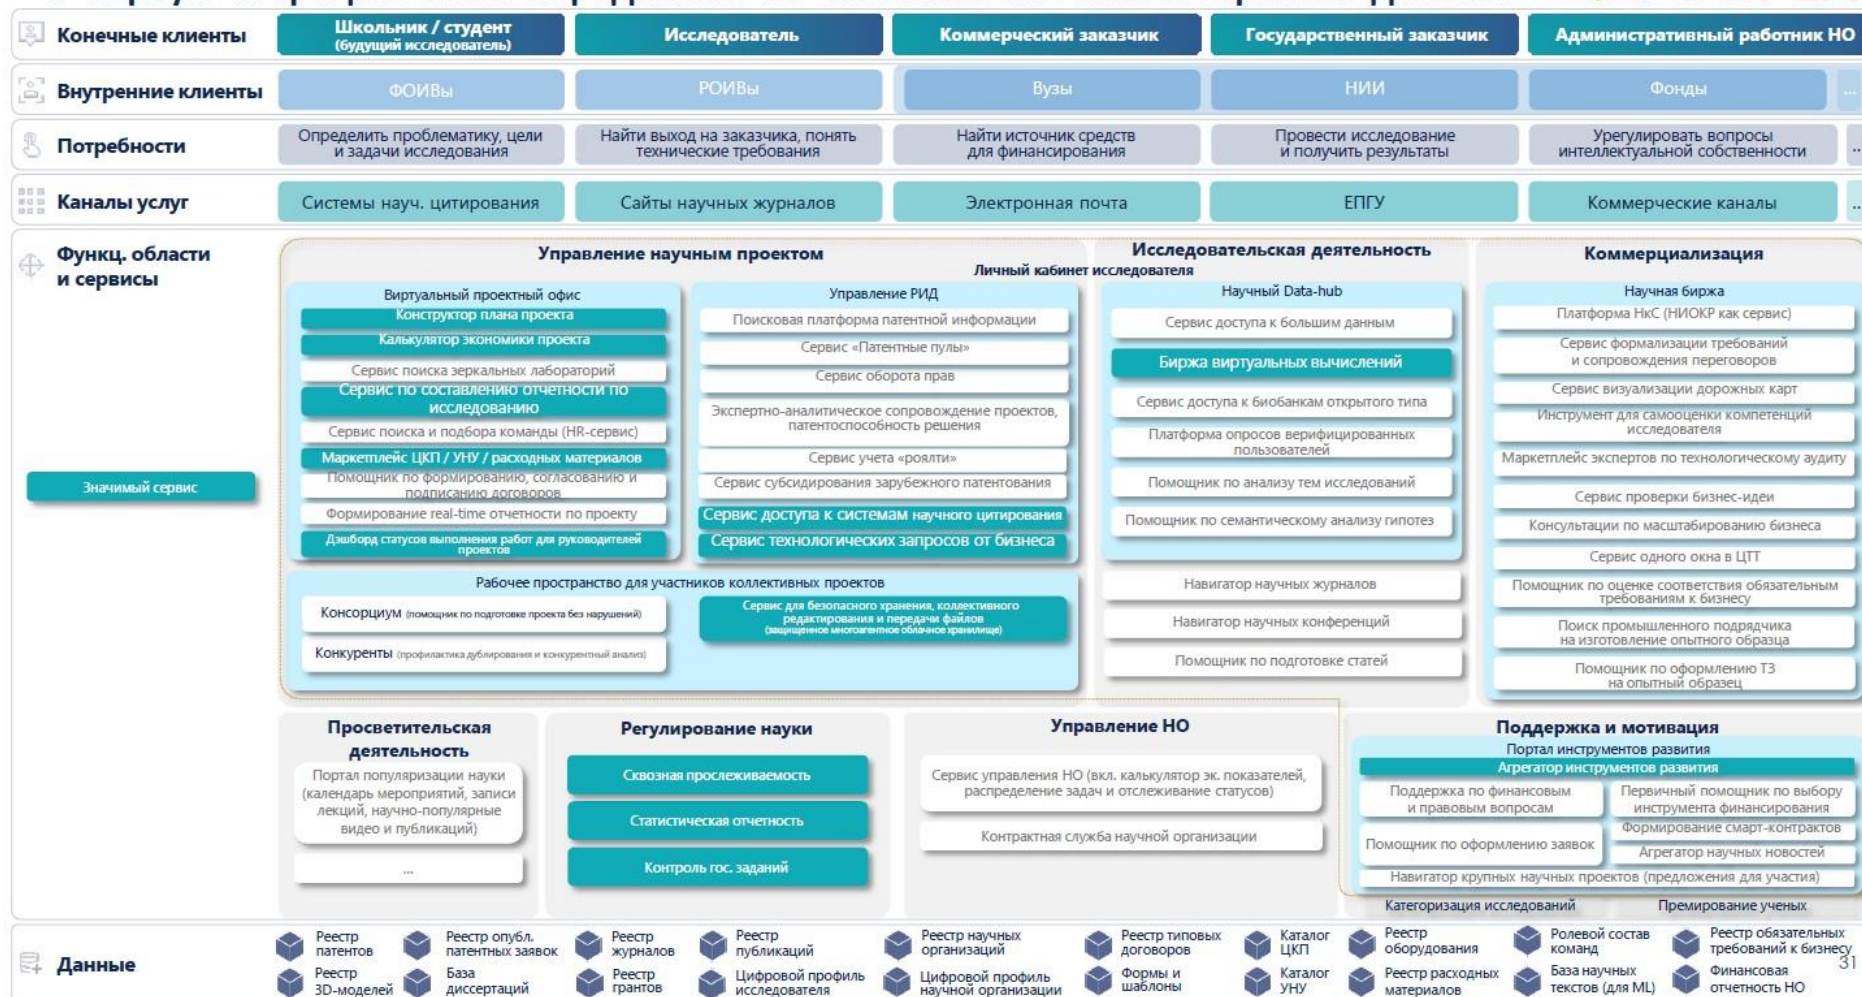 Конечные клиенты
Школьник / студент
(будущий исследователь)
Исследователь
Коммерческий заказчик
Государственный заказчик
Административный работник НО
Внутренние клиенты
ФОИВы
РОИВы
Вузы
НИИ
Фонды
...
Потребности
Определить проблематику, цели
и задачи исследования
Найти выход на заказчика, понять
технические требования
Найти источник средств
для финансирования
Провести исследование
и получить результаты
Урегулировать вопросы
интеллектуальной собственности
...
Каналы услуг
Системы науч. цитирования
Сайты научных журналов
Электронная почта
ЕПГУ
Коммерческие каналы
...
Функц. области
и сервисы
Значимый сервис
Управление научным проектом
Исследовательская деятельность
Коммерциализация
Личный кабинет исследователя
Виртуальный проектный офис
Конструктор плана проекта
Калькулятор экономики проекта
Сервис поиска зеркальных лабораторий
Сервис по составлению отчетности по
исследованию
Сервис поиска и подбора команды (HR-сервис)
Маркетплейс ЦКП / УНУ / расходных материалов
Помощник по формированию, согласованию и
подписанию договоров
Формирование real-time отчетности по проекту
Дэшборд статусов выполнения работ для руководителей
проектов
Управление РИД
Поисковая платформа патентной информации
Сервис «Патентные пулы»
Сервис оборота прав
Экспертно-аналитическое сопровождение проектов,
патентоспособность решения
Сервис учета «роялти»
Сервис субсидирования зарубежного патентования
Сервис доступа к системам научного цитирования
Сервис технологических запросов от бизнеса
Рабочее пространство для участников коллективных проектов
Консорциум (помощник по подготовке проекта без нарушений)
Конкуренты (профилактика дублирования и конкурентный анализ)
Сервис для безопасного хранения, коллективного
редактирования и передачи файлов
(защищенное многоагентное облачное хранилище)
Научный Data-hub
Сервис доступа к большим данным
Биржа виртуальных вычислений
Сервис доступа к биобанкам открытого типа
Платформа опросов верифицированных
пользователей
Помощник по анализу тем исследований
Помощник по семантическому анализу гипотез
Навигатор научных журналов
Навигатор научных конференций
Помощник по подготовке статей
Научная биржа
Платформа НкС (НИОКР как сервис)
Сервис формализации требований
и сопровождения переговоров
Сервис визуализации дорожных карт
Инструмент для самооценки компетенций
исследователя
Маркетплейс экспертов по технологическому аудиту
Сервис проверки бизнес-идеи
Консультации по масштабированию бизнеса
Сервис одного окна в ЦТТ
Помощник по оценке соответствия обязательным
требованиям к бизнесу
Поиск промышленного подрядчика
на изготовление опытного образца
Помощник по оформлению ТЗ
на опытный образец
Просветительская
деятельность
Портал популяризации науки
(календарь мероприятий, записи
лекций, научно-популярные
видео и публикаций)
...
Регулирование науки
Сквозная прослеживаемость
Статистическая отчетность
Контроль гос. заданий
Управление НО
Сервис управления НО (вкл. калькулятор эк. показателей,
распределение задач и отслеживание статусов)
Контрактная служба научной организации
Поддержка и мотивация
Портал инструментов развития
Агрегатор инструментов развития
Поддержка по финансовым
и правовым вопросам
Первичный помощник по выбору
инструмента финансирования
Помощник по оформлению заявок
Формирование смарт-контрактов
Агрегатор научных новостей
Навигатор крупных научных проектов (предложения для участия)
Категоризация исследований
Премирование ученых
Данные
Реестр
патентов
Реестр опубл.
патентных заявок
Реестр
журналов
Реестр
публикаций
Реестр научных
организаций
Реестр типовых
договоров
Каталог
ЦКП
Реестр
оборудования
Ролевой состав
команд
Реестр обязательных
требований к бизнесу
Реестр
3D-моделей
База
диссертаций
Реестр
грантов
Цифровой профиль
исследователя
Цифровой профиль
научной организации
Формы и
шаблоны
Каталог
УНУ
Реестр расходных
материалов
База научных
текстов (для ML)
Финансовая
отчетность НО
31